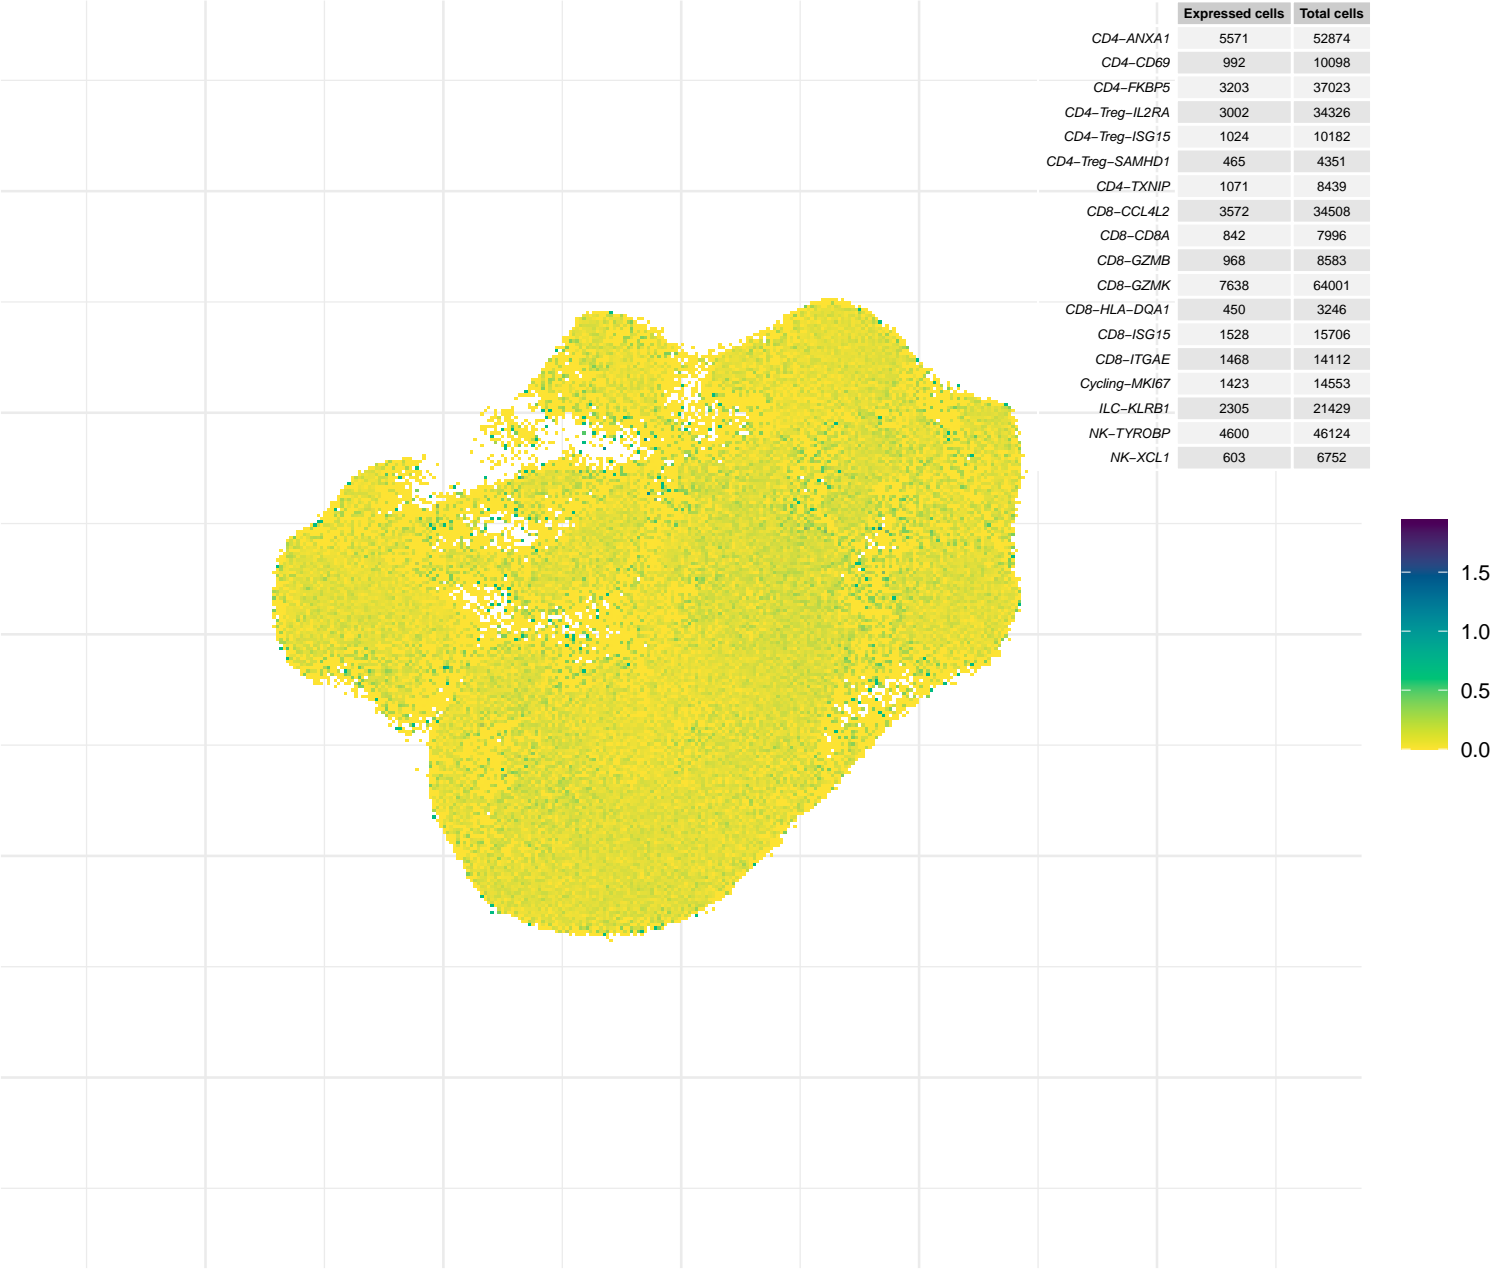 Expressed cells Total cells
CD4−ANXA1 5571 52874
CD4−CD69 992 10098
CD4−FKBP5 3203 37023
CD4−Treg−IL2RA 3002 34326
CD4−Treg−ISG15 1024 10182
CD4−Treg−SAMHD1 465 4351
CD4−TXNIP 1071 8439
CD8−CCL4L2 3572 34508
CD8−CD8A 842 7996
CD8−GZMB 968 8583
CD8−GZMK 7638 64001
CD8−HLA−DQA1 450 3246
CD8−ISG15 1528 15706
CD8−ITGAE 1468 14112
Cycling−MKI67 1423 14553
ILC−KLRB1 2305 21429
NK−TYROBP 4600 46124
NK−XCL1 603 6752
1.5
1.0
0.5
0.0